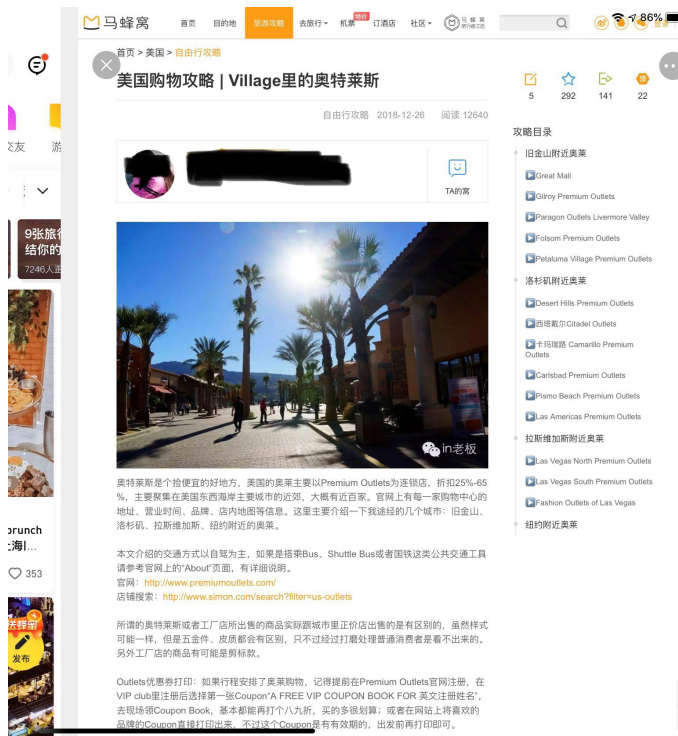 马蜂窝
首页 目的地 旅游攻略 去旅行 机票 特价 订酒店 社区
86%
首页 > 美国 > 自由行攻略
美国购物攻略 | Village里的奥特莱斯
自由行攻略 2018-12-26 阅读 12640
5 292 141 22
TA的窝
in老板
奥特莱斯是个捡便宜的好地方，美国的奥莱主要以Premium Outlets为连锁店，折扣25%-65
%，主要聚集在美国东西海岸主要城市的近郊，大概有近百家。官网上有每一家购物中心的
地址、营业时间、品牌、店内地图等信息。这里主要介绍一下我途经的几个城市：旧金山、
洛杉矶、拉斯维加斯、纽约附近的奥莱。
本文介绍的交通方式以自驾为主，如果是搭乘Bus、Shuttle Bus或者国铁这类公共交通工具
请参考官网上的“About”页面，有详细说明。
官网：http://www.premiumoutlets.com/
店铺搜索：http://www.simon.com/search?filter=us-outlets
所谓的奥特莱斯或者工厂店所出售的商品实际跟城市里正价店出售的是有区别的，虽然样式
可能一样，但是五金件、皮质都会有区别，只不过经过打磨处理普通消费者是看不出来的。
另外工厂店的商品有可能是剪标款。
Outlets优惠券打印：如果行程安排了奥莱购物，记得提前在Premium Outlets官网注册，在
VIP club里注册后选择第一张Coupon“A FREE VIP COUPON BOOK FOR 英文注册姓名”，
去现场领Coupon Book，基本都能再打个八九折，买的多很划算；或者在网站上将喜欢的
品牌的Coupon直接打印出来，不过这个Coupon是有有效期的，出发前再打印即可。
攻略目录
旧金山附近奥莱
Great Mall
Gilroy Premium Outlets
Paragon Outlets Livermore Valley
Folsom Premium Outlets
Petaluma Village Premium Outlets
洛杉矶附近奥莱
Desert Hills Premium Outlets
西塔戴尔Citadel Outlets
卡玛瑞路 Camarillo Premium
Outlets
Carlsbad Premium Outlets
Pismo Beach Premium Outlets
Las Americas Premium Outlets
拉斯维加斯附近奥莱
Las Vegas North Premium Outlets
Las Vegas South Premium Outlets
Fashion Outlets of Las Vegas
纽约附近奥莱
交友 游
9张旅行
结你的
7246人
brunch
上海|...
353
送蜂蜜
发布